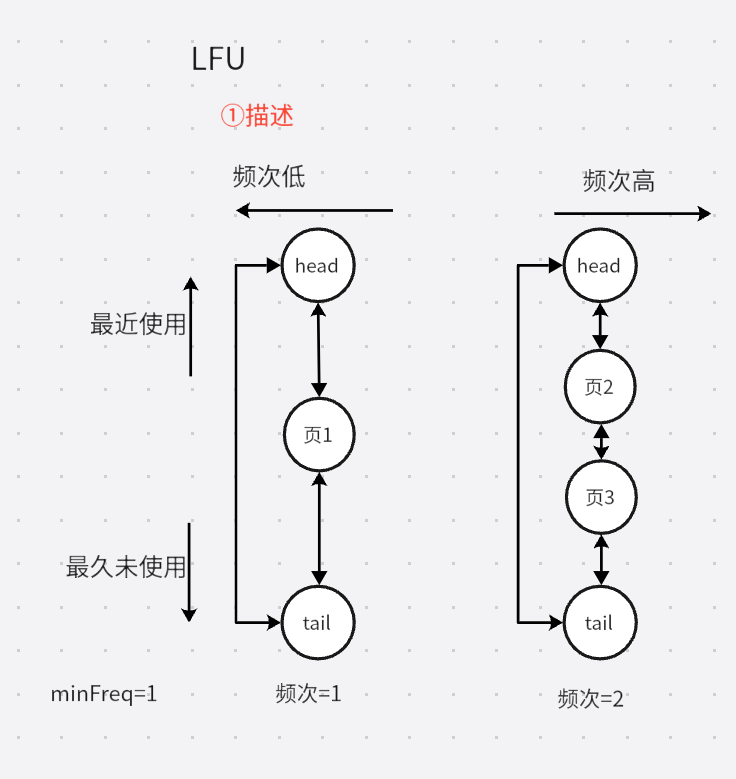 LFU
①描述
频次低
频次高
head
head
最近使用
页2
页1
页3
最久未使用
tail
tail
minFreq=1
频次=1
频次=2